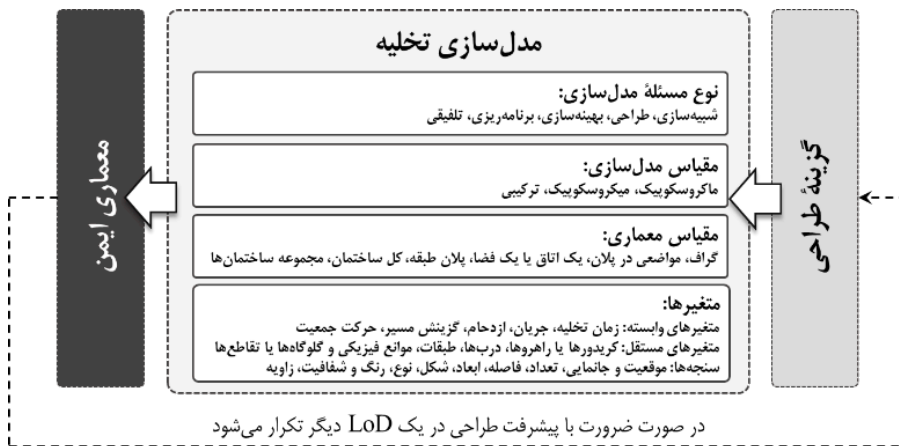 گزینهٔ طراحی
مدل‌سازی تخلیه
نوع مسئلهٔ مدل‌سازی:
شبیه‌سازی، طراحی، بهینه‌سازی، برنامه‌ریزی، تلفیقی
مقیاس مدل‌سازی:
ماکروسکوپیک، میکروسکوپیک، ترکیبی
مقیاس معماری:
گراف، مواضعی در پلان، یک اتاق یا یک فضا، پلان طبقه، کل ساختمان، مجموعه ساختمان‌ها
متغیرها:
متغیرهای وابسته: زمان تخلیه، جریان، ازدحام، گزینش مسیر، حرکت جمعیت
متغیرهای مستقل: کریدورها یا راهروها، درب‌ها، طبقات، موانع فیزیکی و گلوگاه‌ها یا تقاطع‌ها
سنجه‌ها: موقعیت و جانمایی، تعداد، فاصله، ابعاد، شکل، نوع، رنگ و شفافیت، زاویه
معماری ایمن
در صورت ضرورت با پیشرفت طراحی در یک LoD دیگر تکرار می‌شود